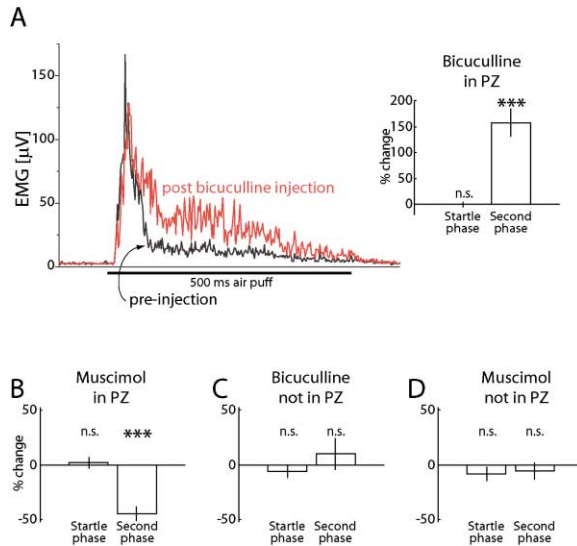 A
EMG [μV]
150
100
50
0
post bicuculline injection
pre-injection
500 ms air puff
Bicuculline
in PZ
% change
200
150
100
50
0
n.s.
***
Startle
phase
Second
phase
B
Muscimol
in PZ
% change
50
0
-50
n.s.
***
Startle
phase
Second
phase
C
Bicuculline
not in PZ
50
0
-50
n.s.
n.s.
Startle
phase
Second
phase
D
Muscimol
not in PZ
50
0
-50
n.s.
n.s.
Startle
phase
Second
phase